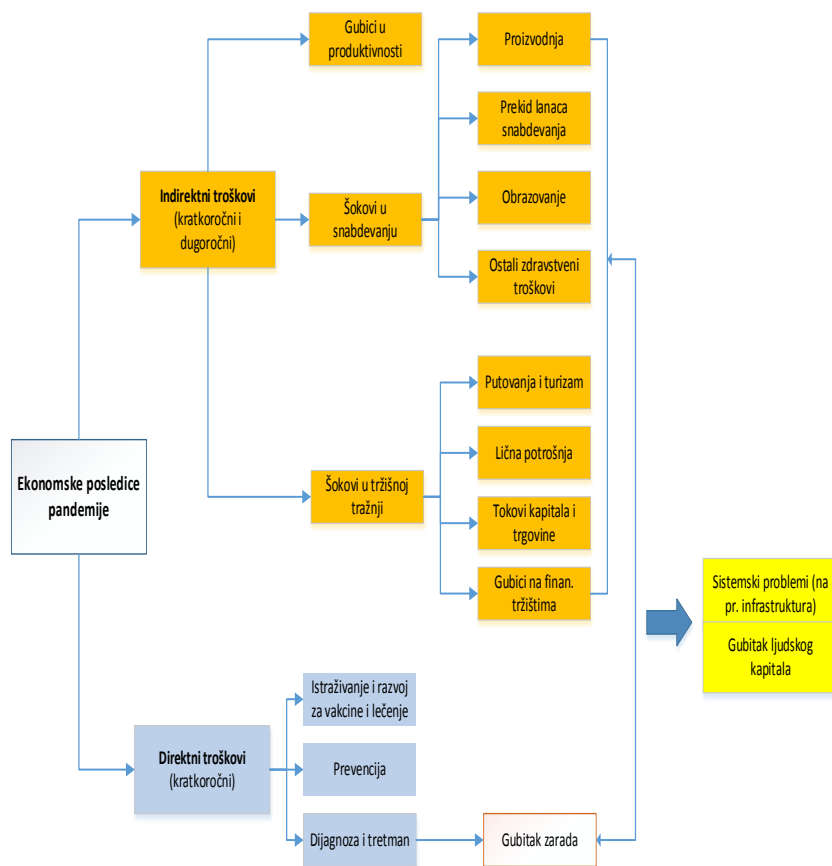 Gubici u
produktivnosti
Proizvodnja
Prekid lanaca
snabdevanja
Indirektni troškovi
(kratkoročni i
dugoročni)
Šokovi u
snabdevanju
Obrazovanje
Ostali zdravstveni
troškovi
Putovanja i turizam
Lična potrošnja
Ekonomske posledice
pandemije
Šokovi u tržišnoj
tražnji
Tokovi kapitala i
trgovine
Gubici na finan.
tržištima
Sistemski problemi (na
pr. infrastruktura)
Gubitak ljudskog
kapitala
Istraživanje i razvoj
za vakcine i lečenje
Direktni troškovi
(kratkoročni)
Prevencija
Dijagnoza i tretman
Gubitak zarada